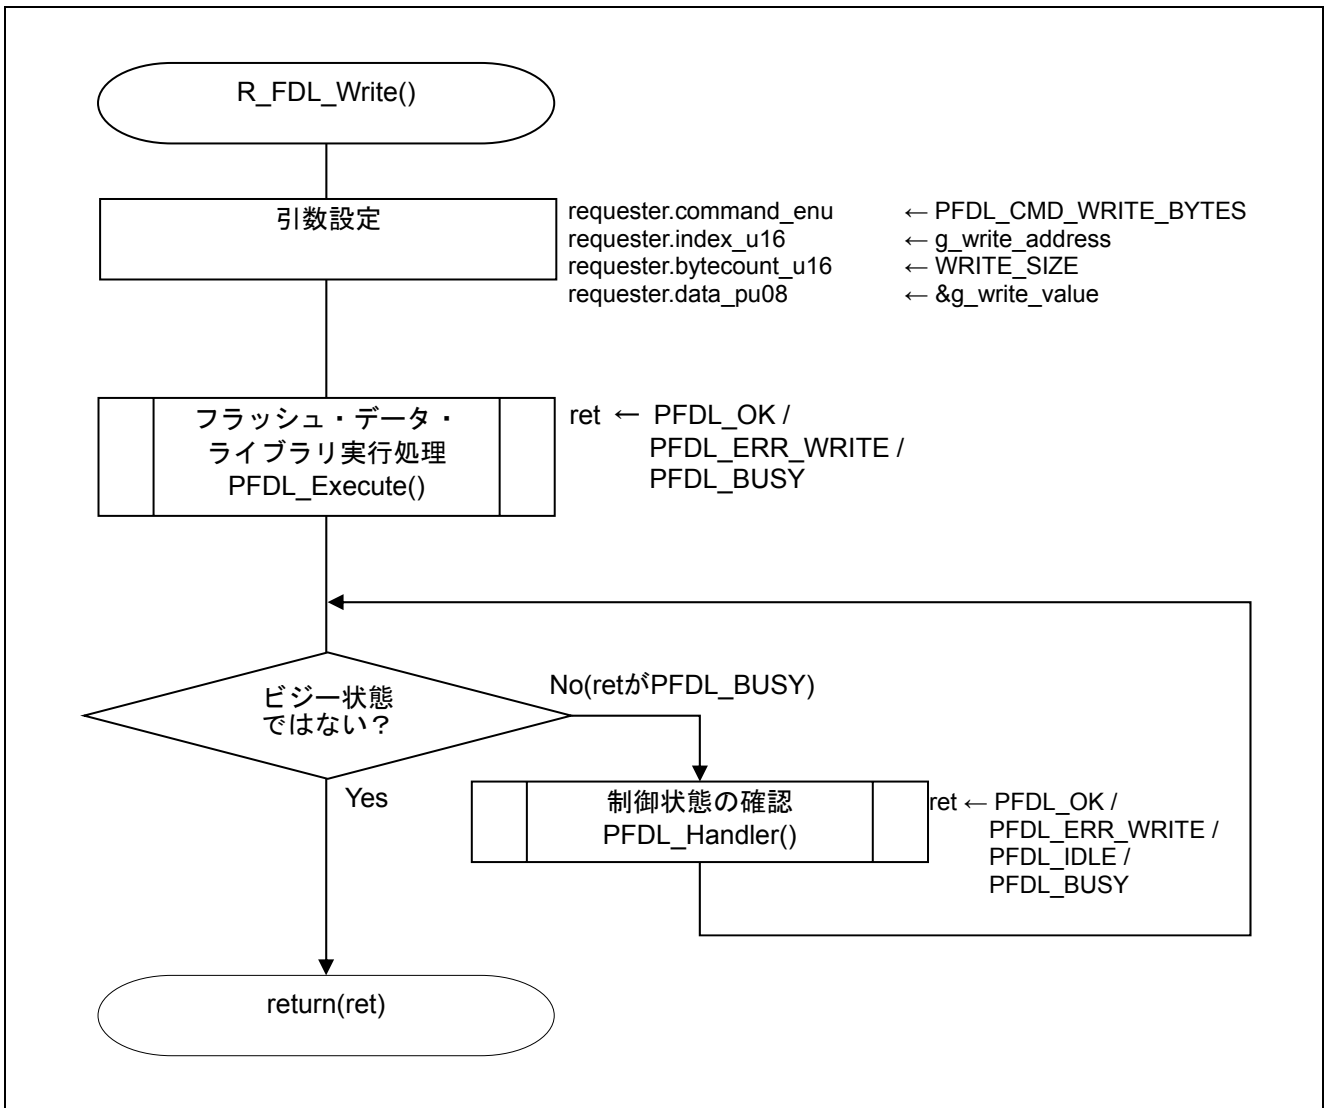 R_FDL_Write()
引数設定
requester.command_enu ← PFDL_CMD_WRITE_BYTES
requester.index_u16 ← g_write_address
requester.bytecount_u16 ← WRITE_SIZE
requester.data_pu08 ← &g_write_value
フラッシュ・データ・
ライブラリ実行処理
PFDL_Execute()
ret ← PFDL_OK /
PFDL_ERR_WRITE /
PFDL_BUSY
ビジー状態
ではない？
No(retがPFDL_BUSY)
Yes
制御状態の確認
PFDL_Handler()
ret ← PFDL_OK /
PFDL_ERR_WRITE /
PFDL_IDLE /
PFDL_BUSY
return(ret)